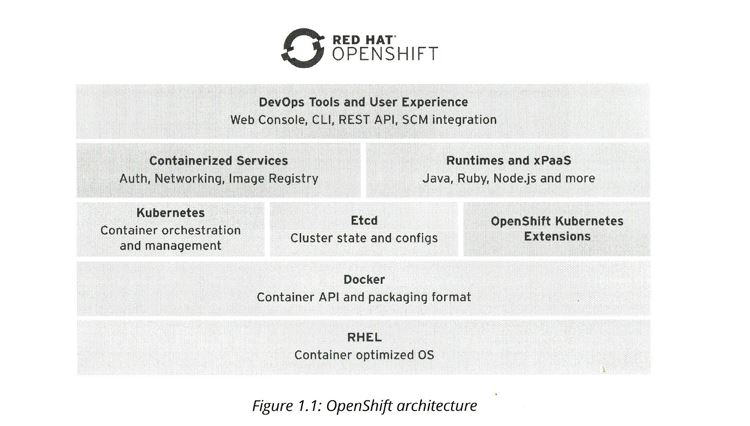 RED HAT®
OPENSHIFT
DevOps Tools and User Experience
Web Console, CLI, REST API, SCM integration
Containerized Services
Auth, Networking, Image Registry
Runtimes and xPaaS
Java, Ruby, Node.js and more
Kubernetes
Container orchestration
and management
Etcd
Cluster state and configs
OpenShift Kubernetes
Extensions
Docker
Container API and packaging format
RHEL
Container optimized OS
Figure 1.1: OpenShift architecture